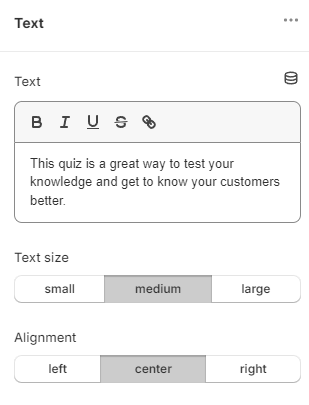 Text
Text
B I U S
This quiz is a great way to test your
knowledge and get to know your customers
better.
Text size
small medium large
Alignment
left center right